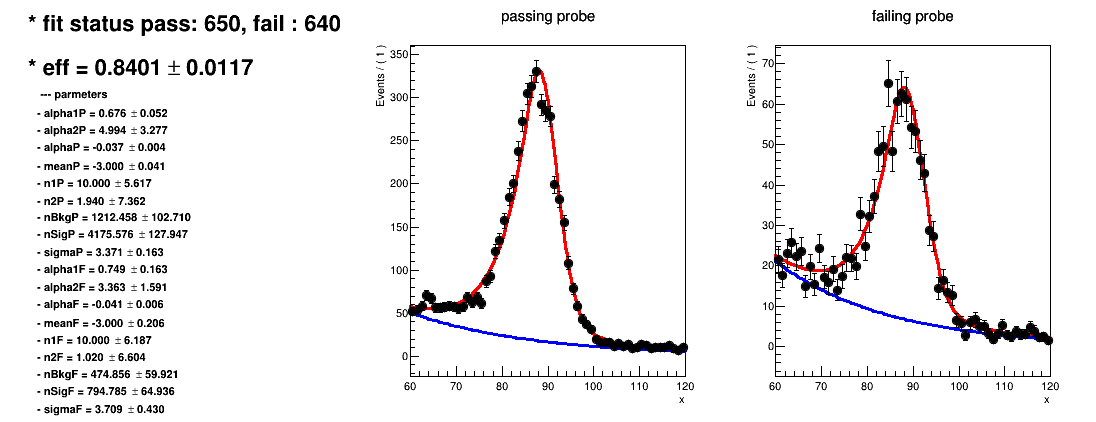 * fit status pass: 650, fail : 640
* eff = 0.8401 ± 0.0117
--- parmeters
- alpha1P = 0.676 ± 0.052
- alpha2P = 4.994 ± 3.277
- alphaP = -0.037 ± 0.004
- meanP = -3.000 ± 0.041
- n1P = 10.000 ± 5.617
- n2P = 1.940 ± 7.362
- nBkgP = 1212.458 ± 102.710
- nSigP = 4175.576 ± 127.947
- sigmaP = 3.371 ± 0.163
- alpha1F = 0.749 ± 0.163
- alpha2F = 3.363 ± 1.591
- alphaF = -0.041 ± 0.006
- meanF = -3.000 ± 0.206
- n1F = 10.000 ± 6.187
- n2F = 1.020 ± 6.604
- nBkgF = 474.856 ± 59.921
- nSigF = 794.785 ± 64.936
- sigmaF = 3.709 ± 0.430
passing probe
Events / ( 1 )
350
300
250
200
150
100
50
0
60 70 80 90 100 110 120
x
failing probe
Events / ( 1 )
70
60
50
40
30
20
10
0
60 70 80 90 100 110 120
x